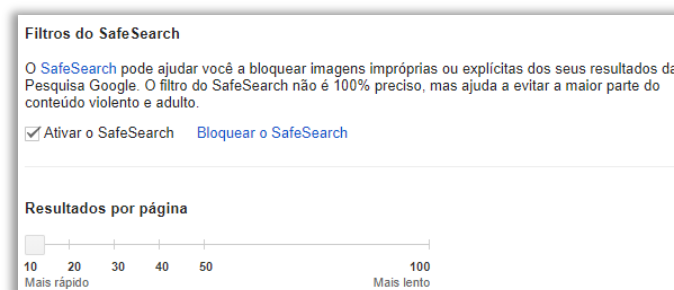 Filtros do SafeSearch
O SafeSearch pode ajudar você a bloquear imagens impróprias ou explícitas dos seus resultados da
Pesquisa Google. O filtro do SafeSearch não é 100% preciso, mas ajuda a evitar a maior parte do
conteúdo violento e adulto.
Ativar o SafeSearch Bloquear o SafeSearch
Resultados por página
10 20 30 40 50 100
Mais rápido Mais lento